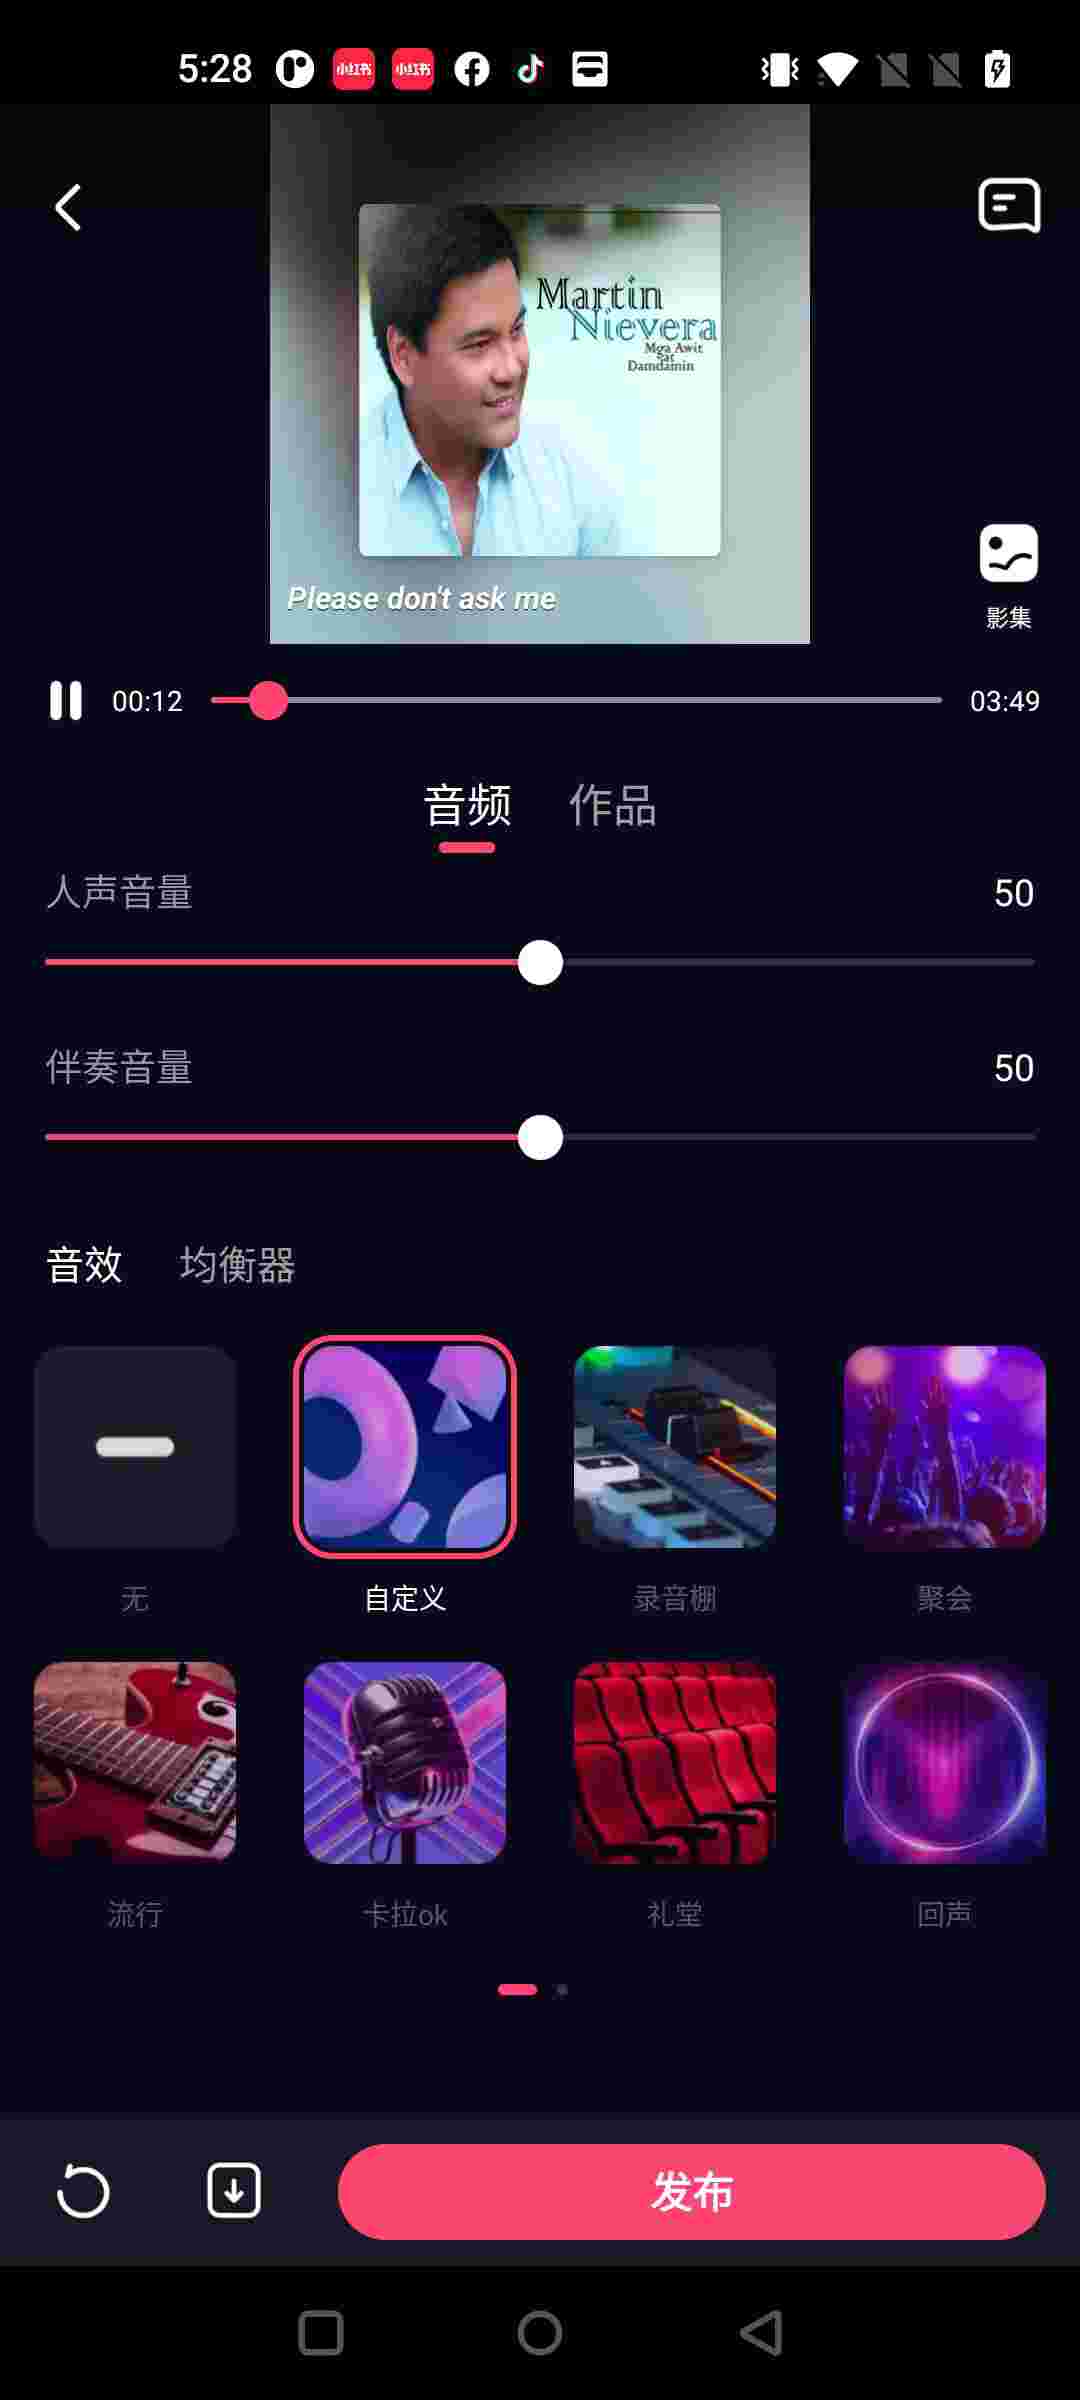 5:28
小红书
小红书
Martin
Nievera
Mga Awit
sa
Damdamin
Please don't ask me
影集
00:12
03:49
音频
作品
人声音量
50
伴奏音量
50
音效
均衡器
无
自定义
录音棚
聚会
流行
卡拉ok
礼堂
回声
发布